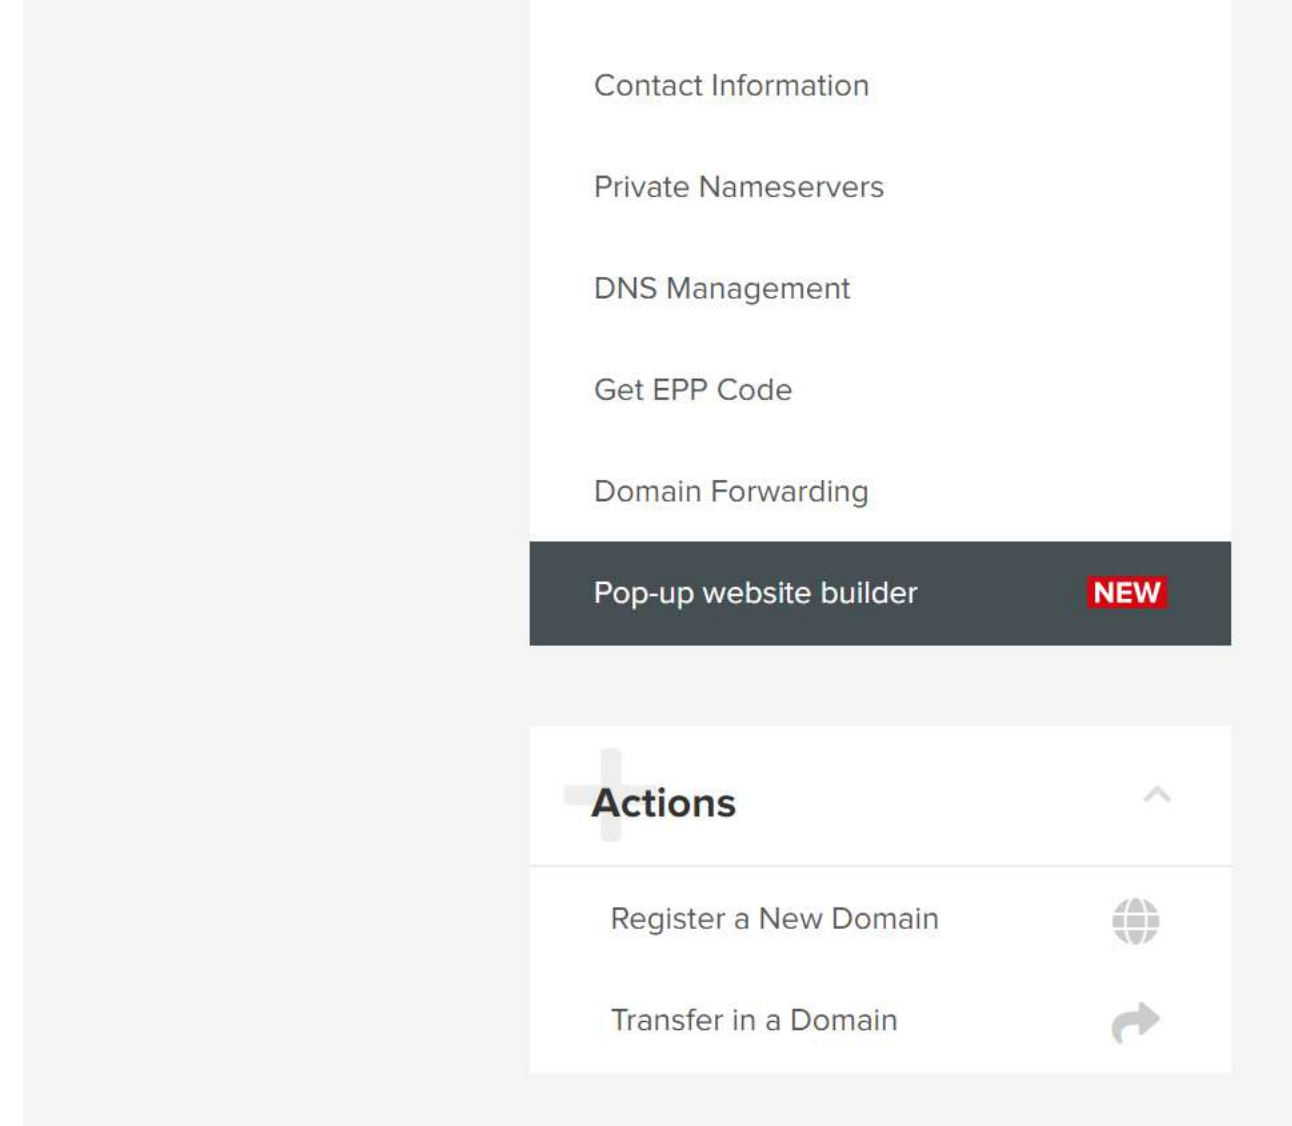 Contact Information
Private Nameservers
DNS Management
Get EPP Code
Domain Forwarding
Pop-up website builder NEW
Actions
Register a New Domain
Transfer in a Domain